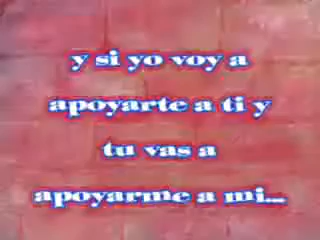 y si yo voy a
apoyarte a ti y
tu vas a
apoyarme a mi...